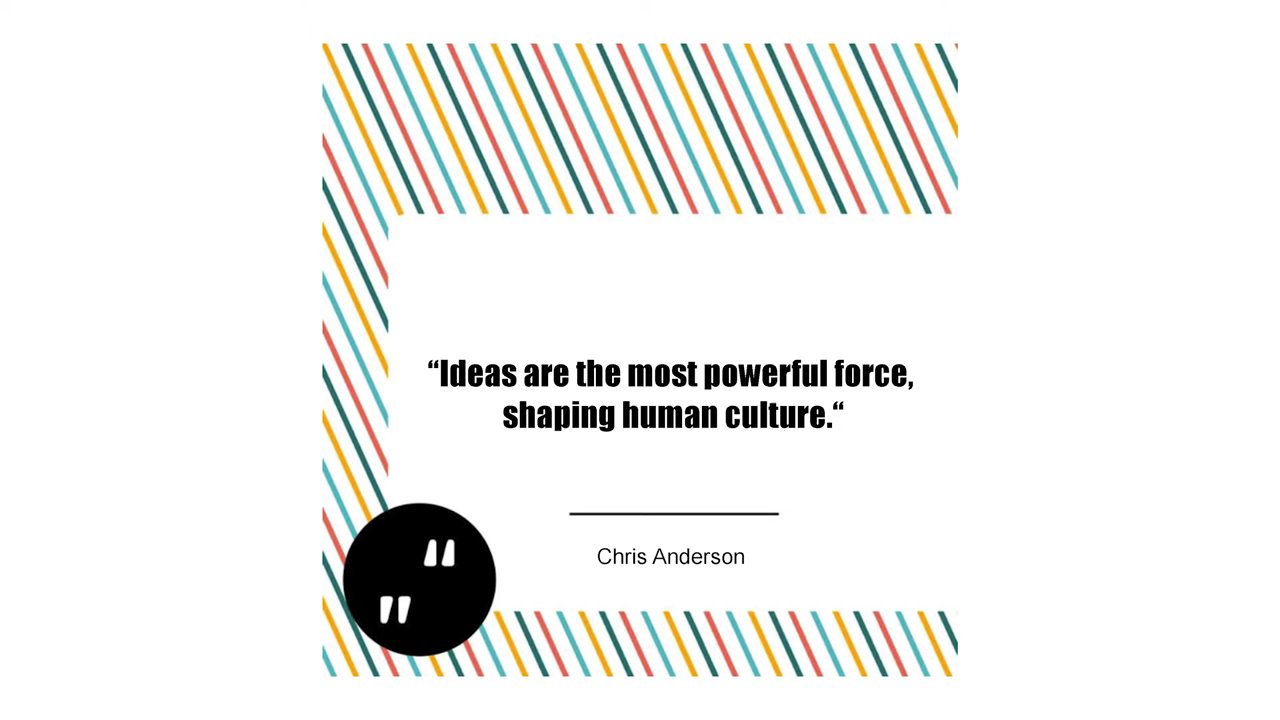 “Ideas are the most powerful force,
shaping human culture.“
Chris Anderson